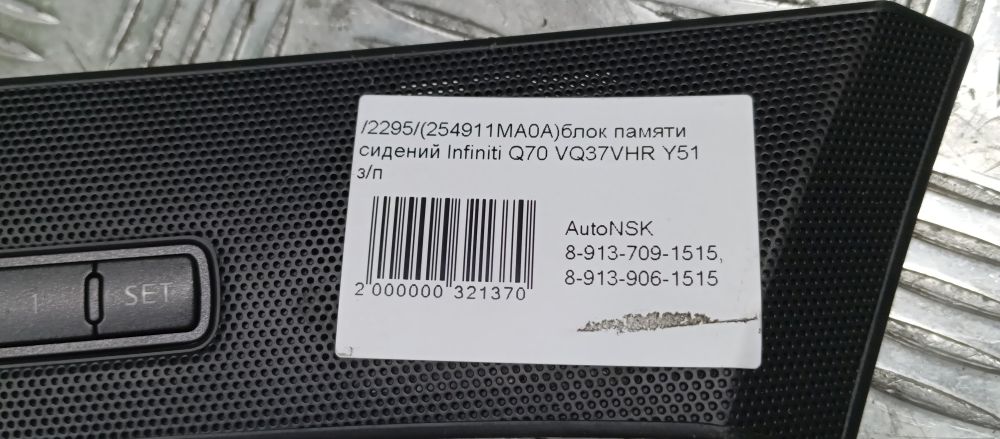 /2295/(254911MA0A)блок памяти
сидений Infiniti Q70 VQ37VHR Y51
з/п
AutoNSK
8-913-709-1515,
8-913-906-1515
2 000000 321370
1 SET